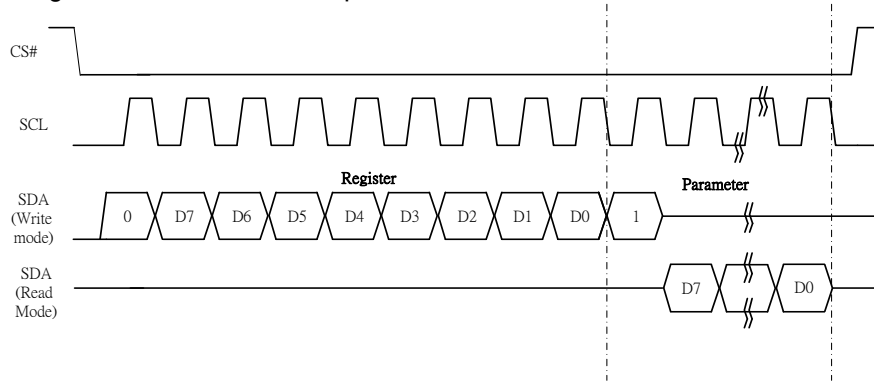 CS#
SCL
Register
Parameter
SDA
(Write
mode)
0 D7 D6 D5 D4 D3 D2 D1 D0 1
SDA
(Read
Mode)
D7 D0